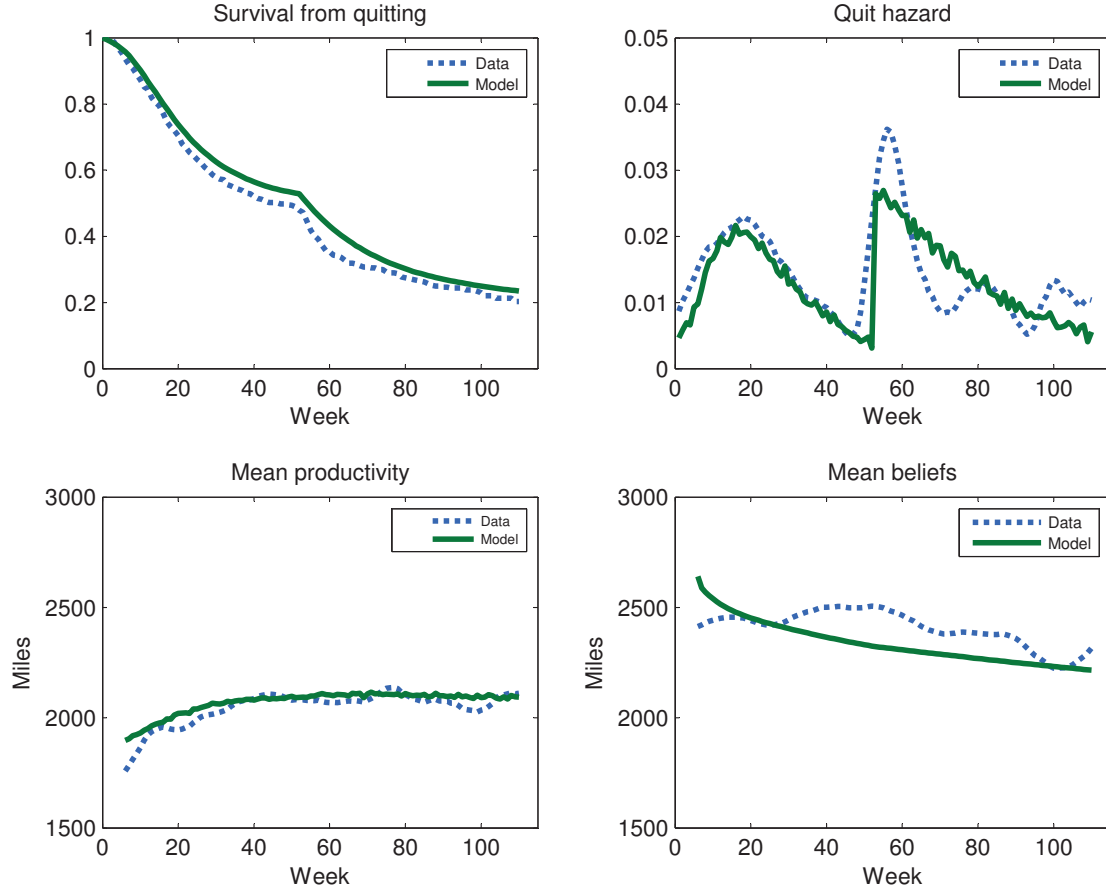 Survival from quitting
1
0.8
0.6
0.4
0.2
0
0 20 40 60 80 100
Week
Data
Model
Quit hazard
0.05
0.04
0.03
0.02
0.01
0
0 20 40 60 80 100
Week
Data
Model
Mean productivity
3000
2500
2000
1500
Miles
0 20 40 60 80 100
Week
Data
Model
Mean beliefs
3000
2500
2000
1500
Miles
0 20 40 60 80 100
Week
Data
Model